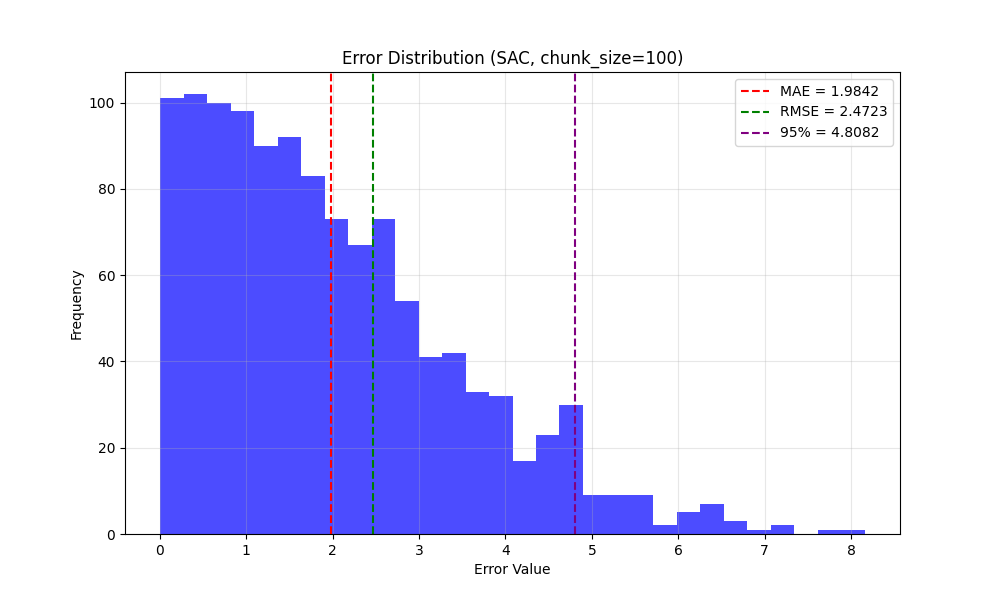 Error Distribution (SAC, chunk_size=100)
MAE = 1.9842
RMSE = 2.4723
95% = 4.8082
Frequency
100
80
60
40
20
0
0 1 2 3 4 5 6 7 8
Error Value